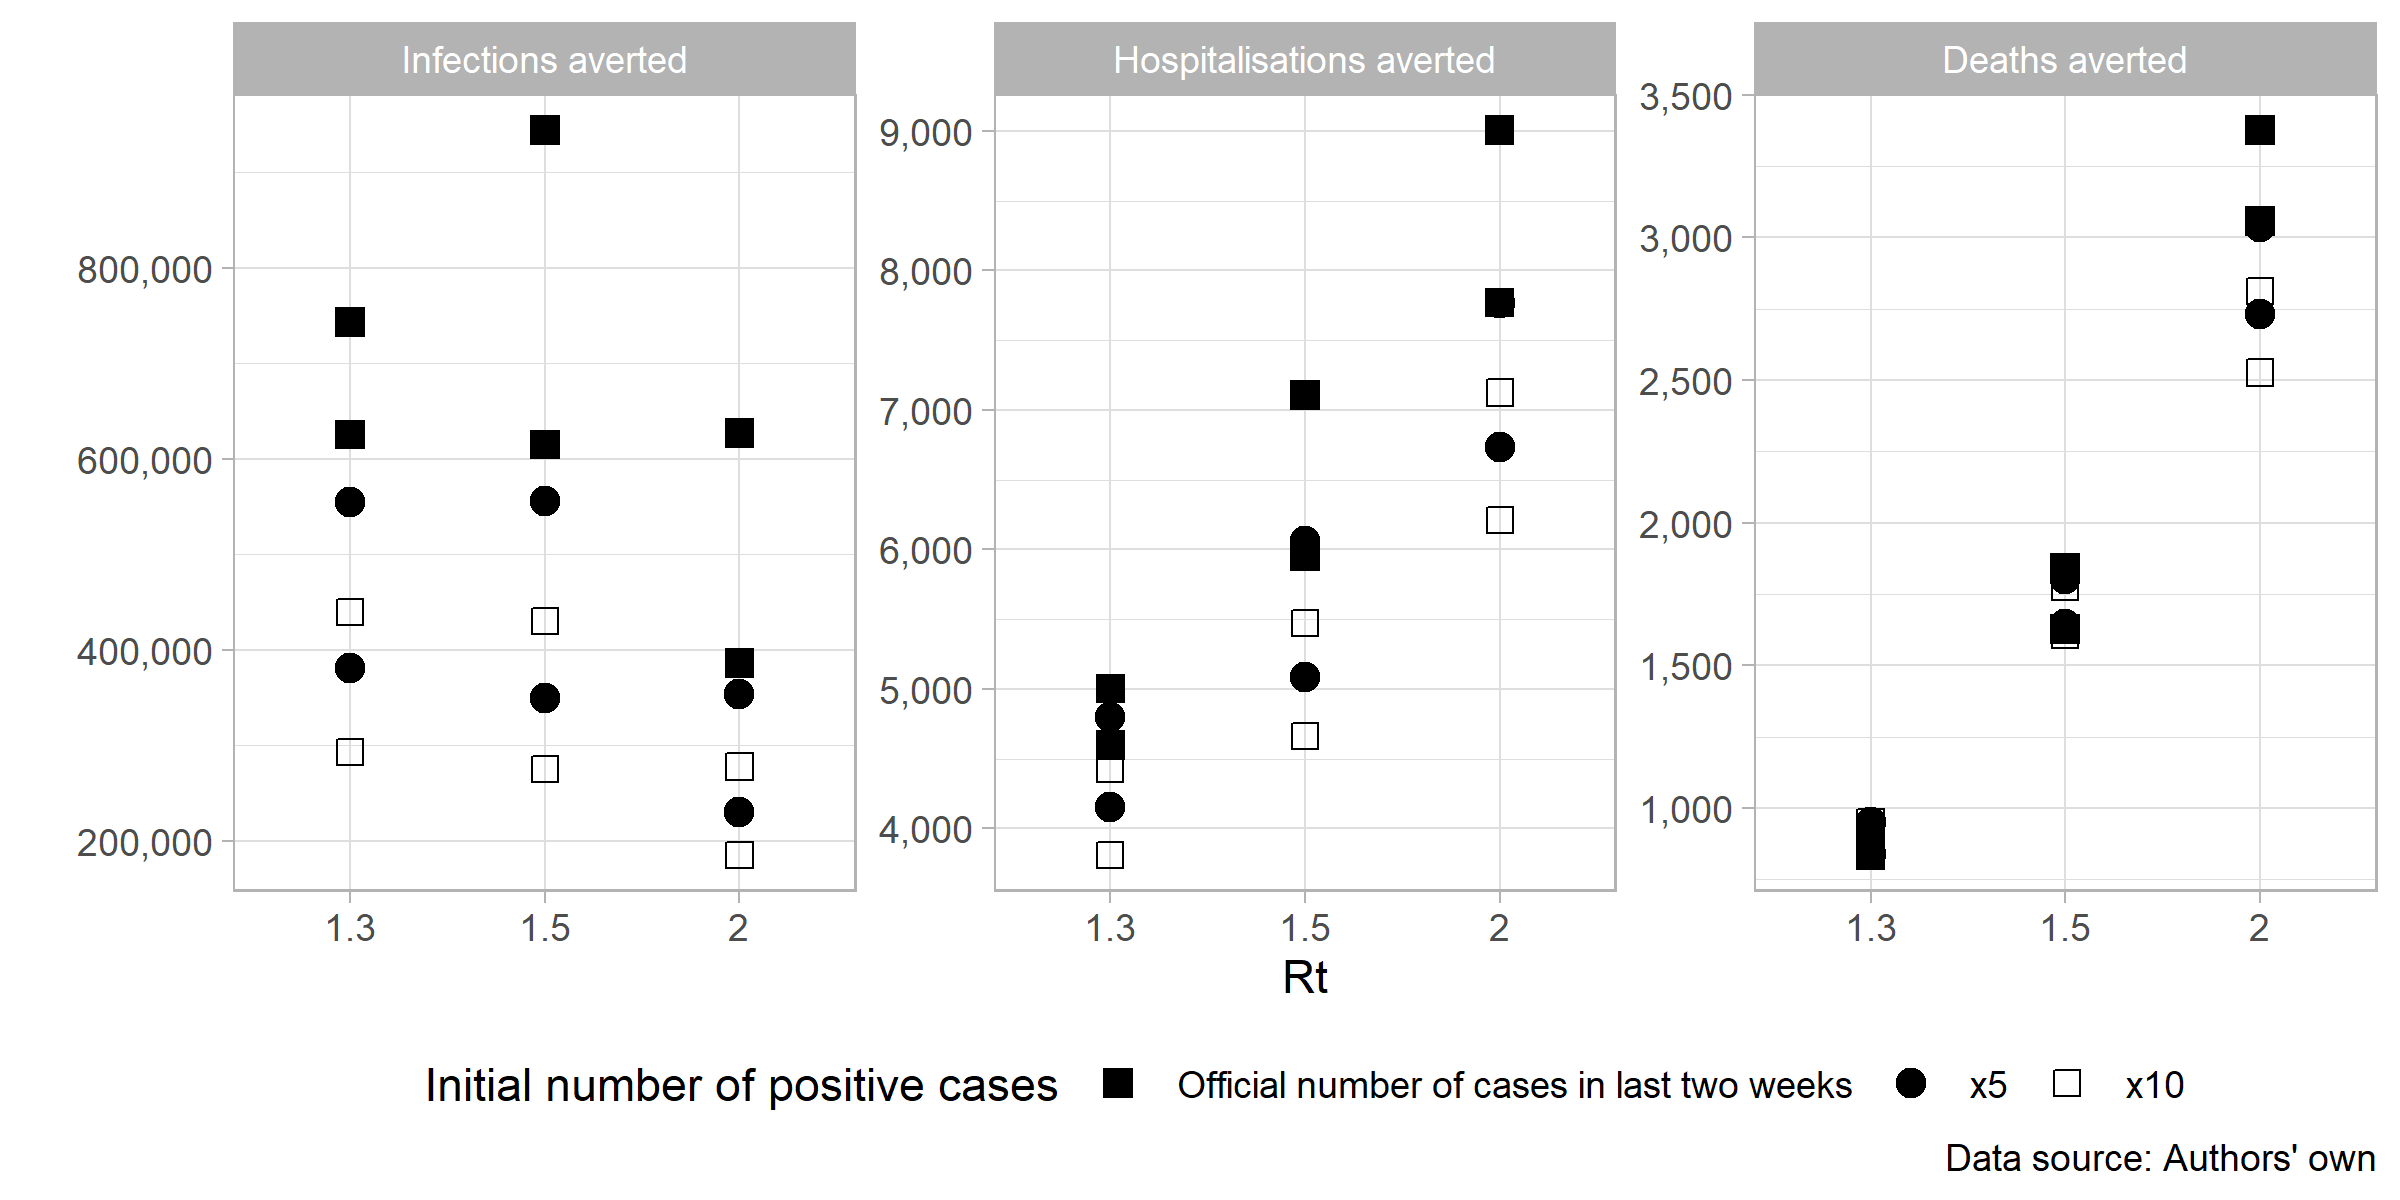 Infections averted
Hospitalisations averted
Deaths averted
800,000
600,000
400,000
200,000
9,000
8,000
7,000
6,000
5,000
4,000
3,500
3,000
2,500
2,000
1,500
1,000
1.3 1.5 2
1.3 1.5 2
1.3 1.5 2
Rt
Initial number of positive cases Official number of cases in last two weeks x5 x10
Data source: Authors' own